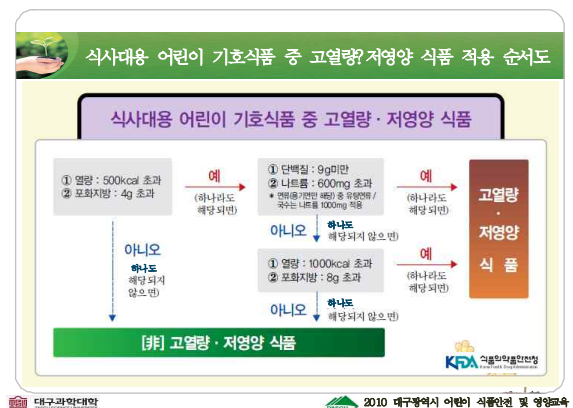 식사대용 어린이 기호식품 중 고열량?저영양 식품 적용 순서도
식사대용 어린이 기호식품 중 고열량·저영양 식품
① 열량 : 500kcal 초과
② 포화지방 : 4g 초과
예
(하나라도
해당되면)
① 단백질 : 9g미만
② 나트륨 : 600mg 초과
* 면류(용기면만 해당) 중 유탕면류/
국수는 나트륨 1000mg 적용
예
(하나라도
해당되면)
고열량
·
저영양
식 품
아니오
하나도
해당되지
않으면)
아니오
하나도
해당되지 않으면)
① 열량 : 1000kcal 초과
② 포화지방 : 8g 초과
예
(하나라도
해당되면)
아니오
하나도
해당되지 않으면)
[非] 고열량·저영양 식품
KFDA 식품의약품안전청
대구과학대학
2010 대구광역시 어린이 식품안전 및 영양교육